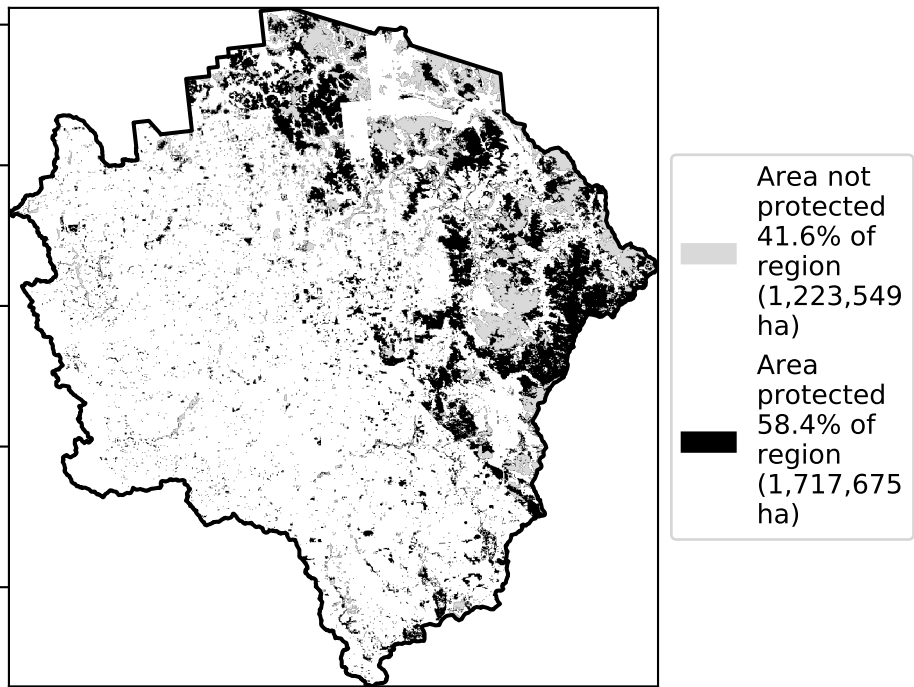 Area not
protected
41.6% of
region
(1,223,549
ha)
Area
protected
58.4% of
region
(1,717,675
ha)